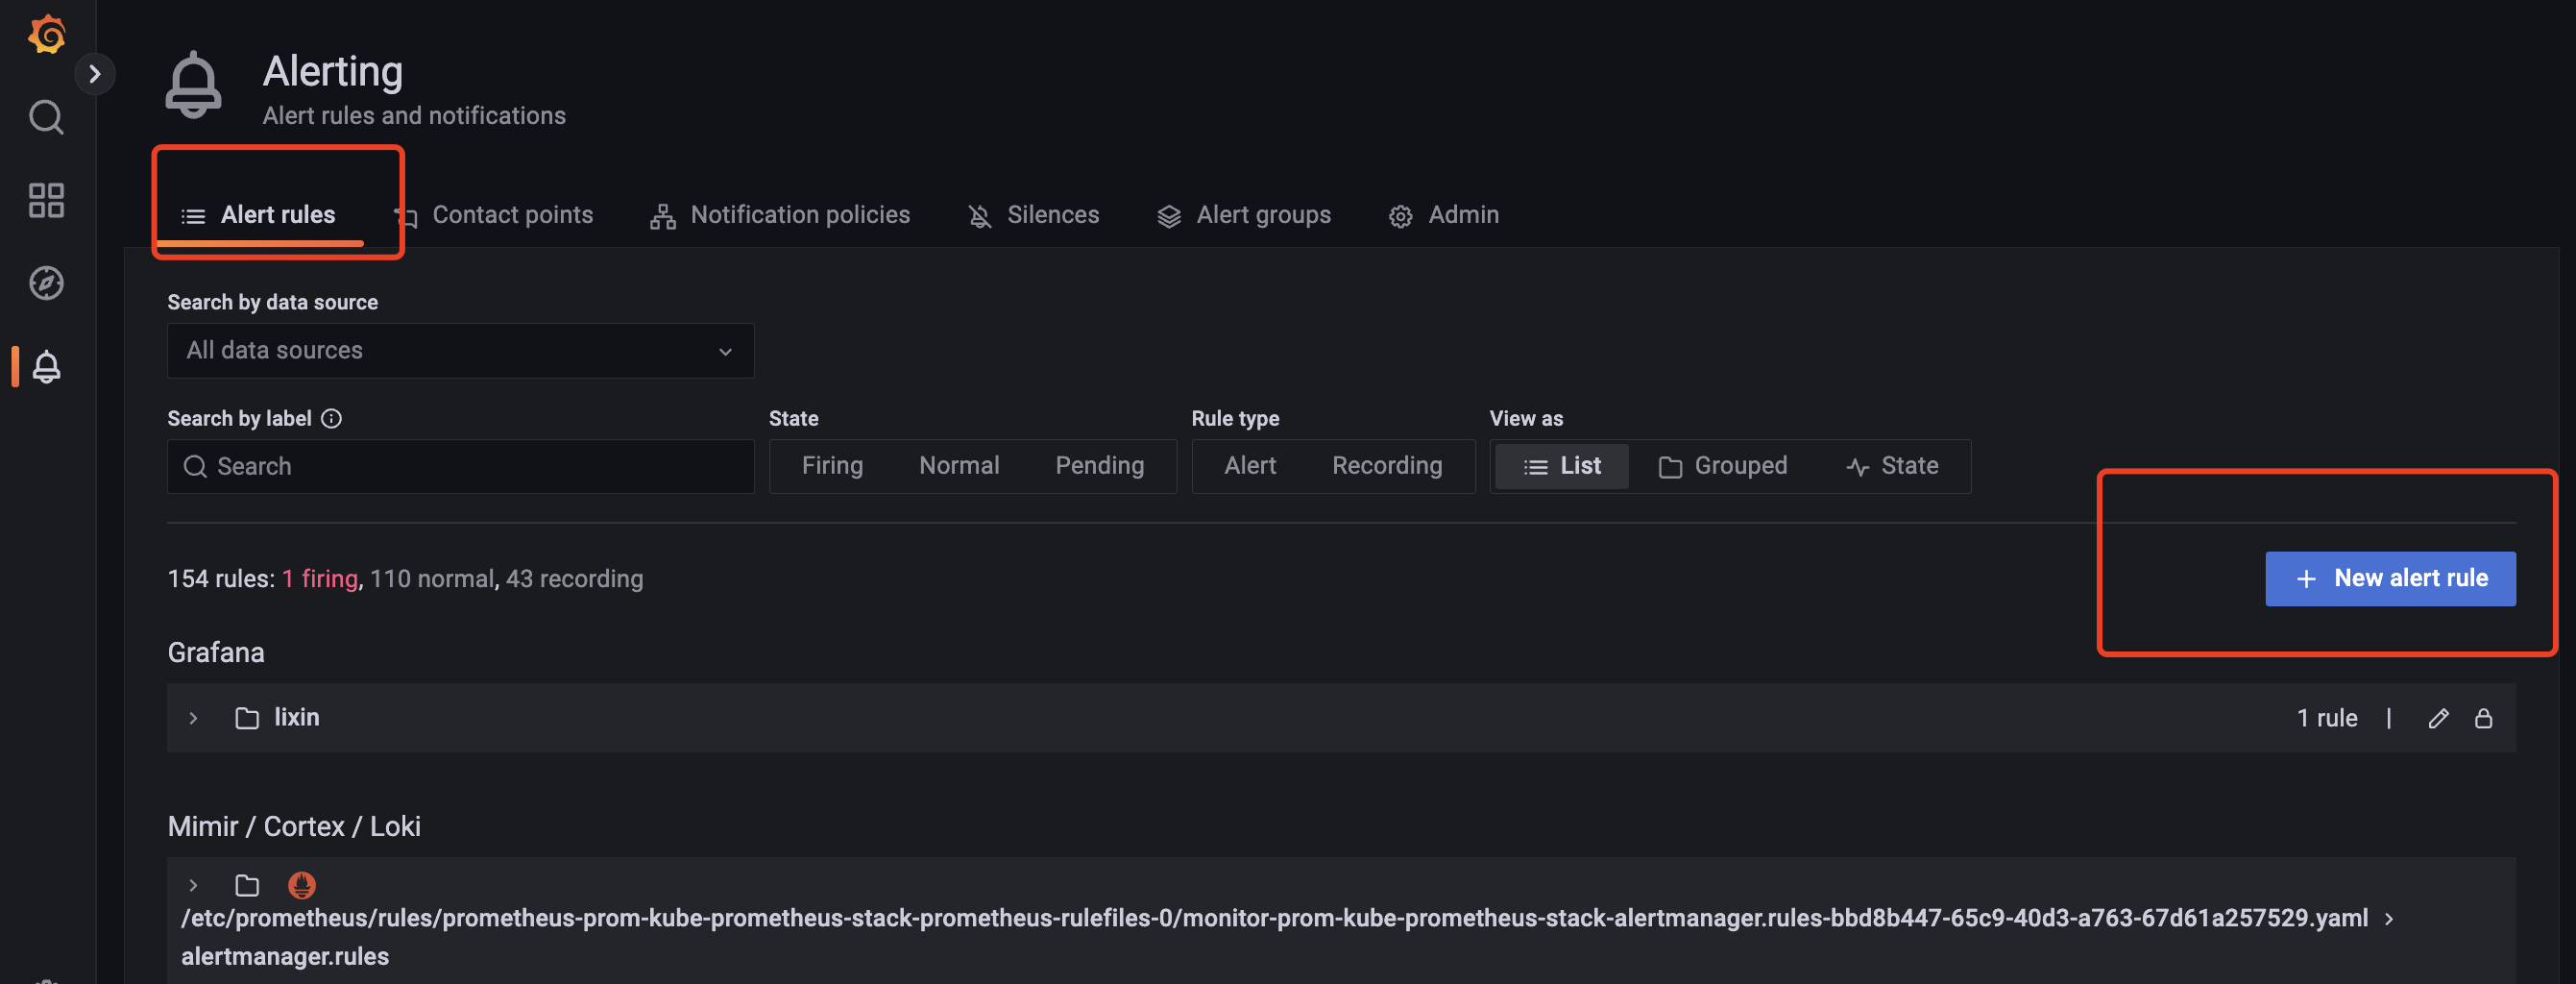 Alerting
Alert rules and notifications
Alert rules
Contact points
Notification policies
Silences
Alert groups
Admin
Search by data source
All data sources
Search by label
State
Rule type
View as
Search
Firing
Normal
Pending
Alert
Recording
List
Grouped
State
154 rules: 1 firing, 110 normal, 43 recording
+ New alert rule
Grafana
lixin
1 rule |
Mimir / Cortex / Loki
/etc/prometheus/rules/prometheus-prom-kube-prometheus-stack-prometheus-rulefiles-0/monitor-prom-kube-prometheus-stack-alertmanager.rules-bbd8b447-65c9-40d3-a763-67d61a257529.yaml >
alertmanager.rules